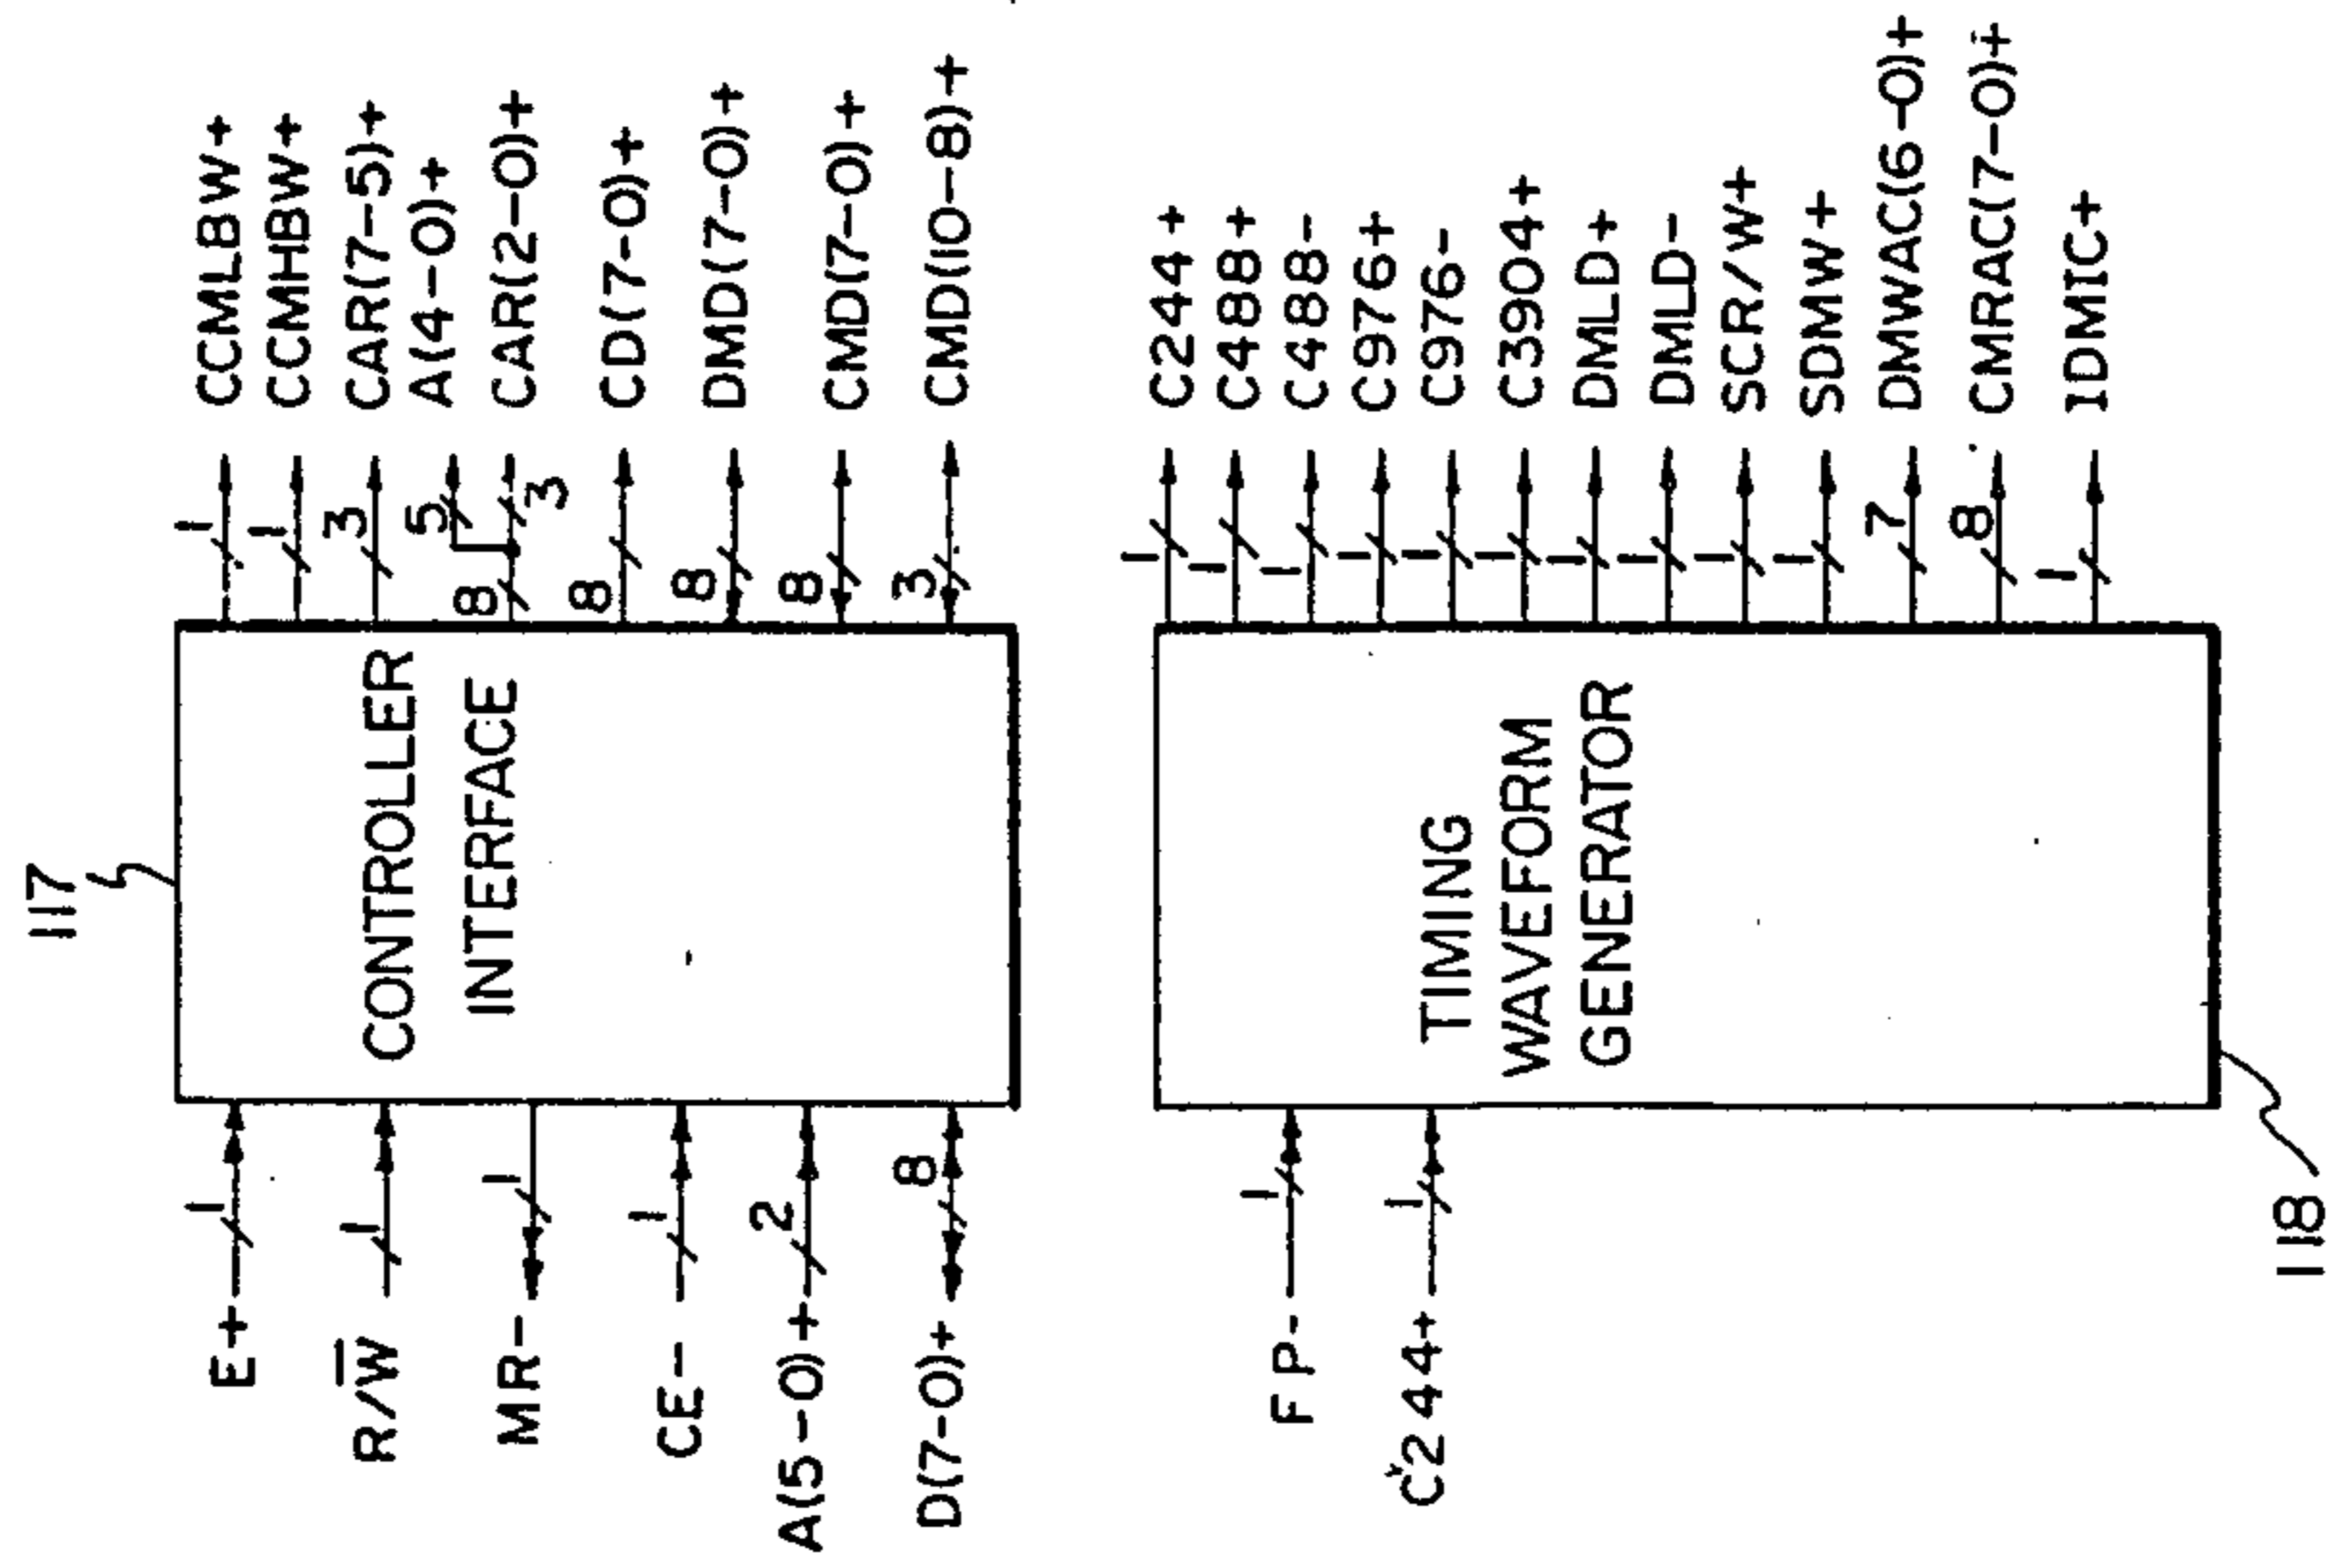 117
CONTROLLER
INTERFACE
E+
1
R/W̅
1
MR-
1
CE-
1
A(5-0)+
2
D(7-0)+
8
1
CCMLBW+
1
CCMHBW+
3
CAR(7-5)+
5
A(4-0)+
8
3
CAR(2-0)+
8
CD(7-0)+
8
DMD(7-0)+
8
CMD(7-0)+
3
CMD(10-8)+
118
TIMING
WAVEFORM
GENERATOR
FP-
1
C244+
1
1
C244+
1
C488+
1
C488-
1
C976+
1
C976-
1
C3904+
1
DMLD+
1
DMLD-
1
SCR/W+
1
SDMW+
7
DMWAC(6-0)+
8
CMRAC(7-0)+
1
IDMIC+